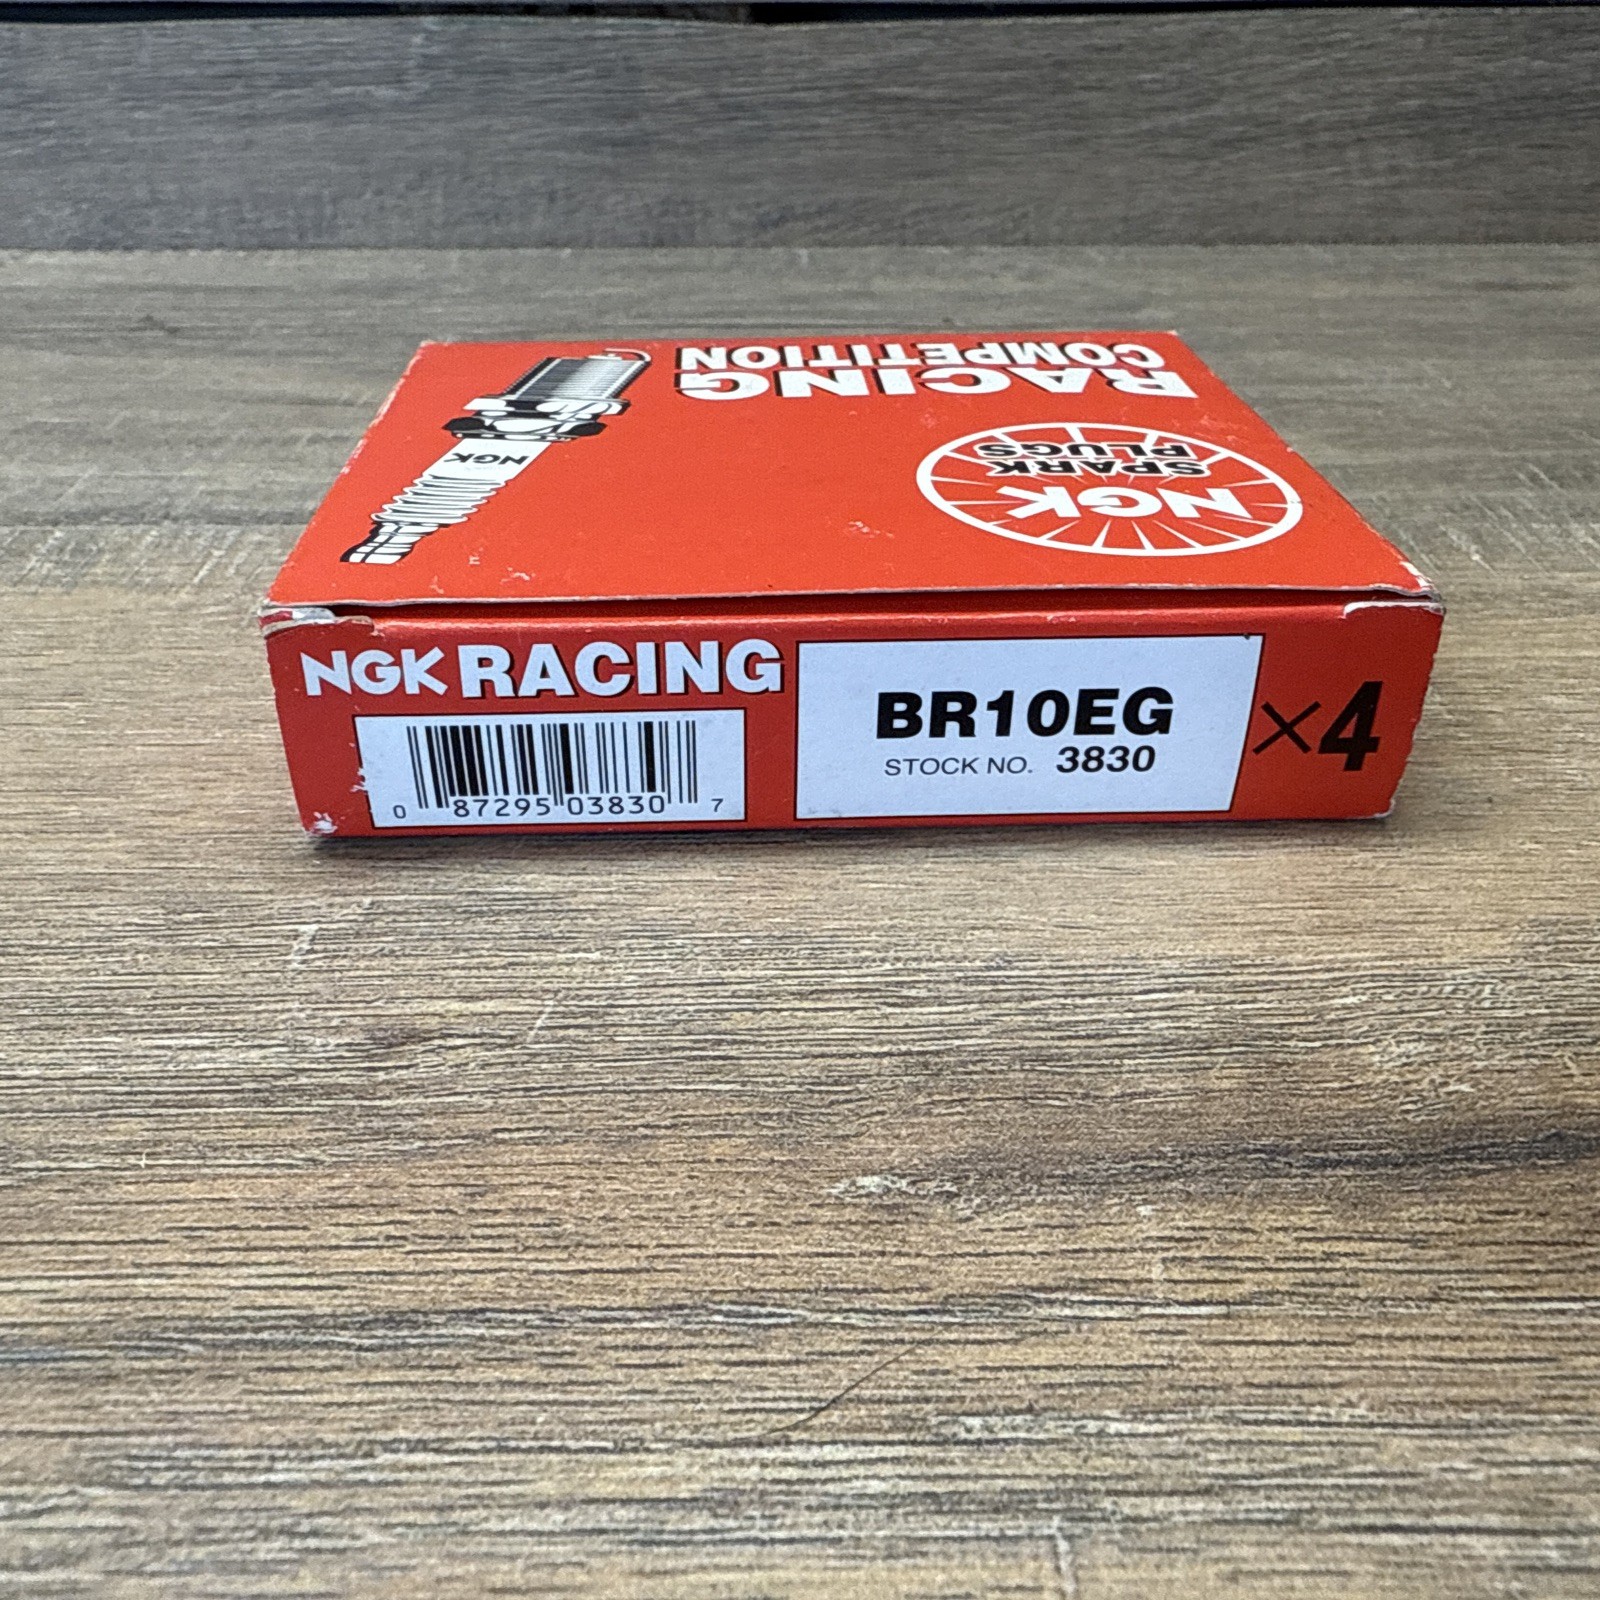 RACING
COMPETITION
NGK
SPARK
PLUGS
NGK
NGK RACING
0 87295 03830 7
BR10EG
STOCK NO. 3830
×4